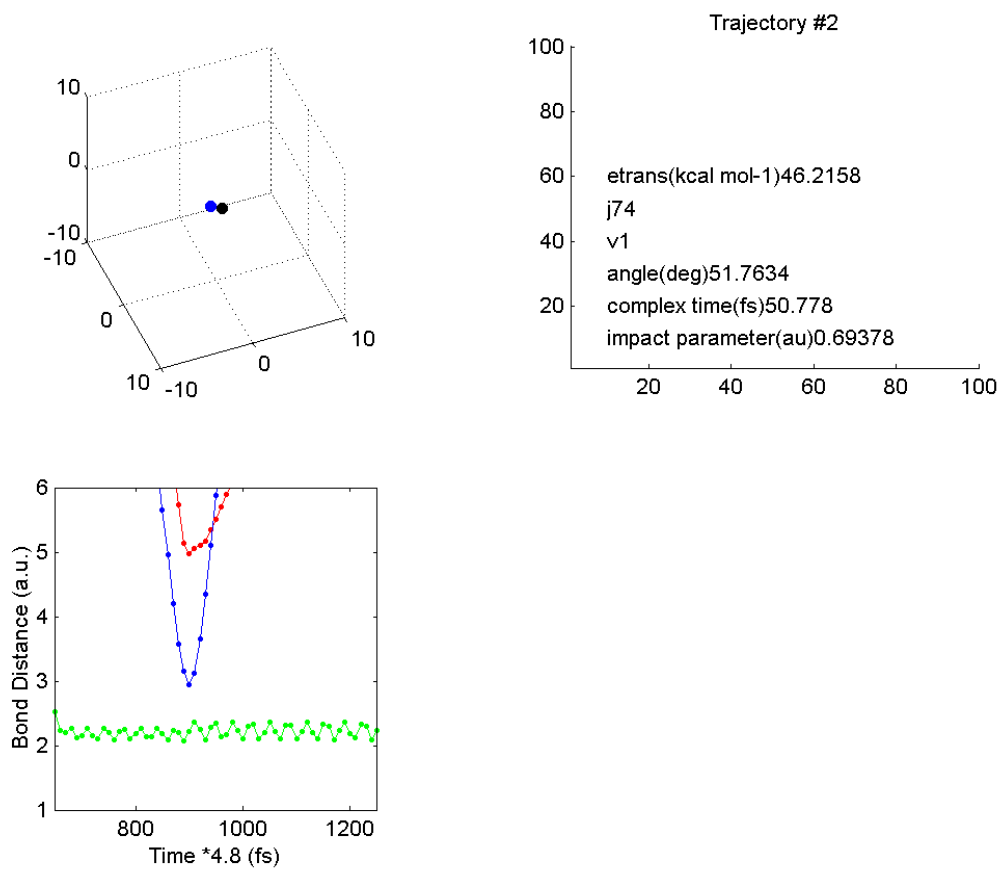 10
0
-10
-10
0
10
-10
0
10
Trajectory #2
100
80
60
40
20
etrans(kcal mol-1)46.2158
j74
v1
angle(deg)51.7634
complex time(fs)50.778
impact parameter(au)0.69378
20 40 60 80 100
Bond Distance (a.u.)
6
5
4
3
2
1
800 1000 1200
Time *4.8 (fs)